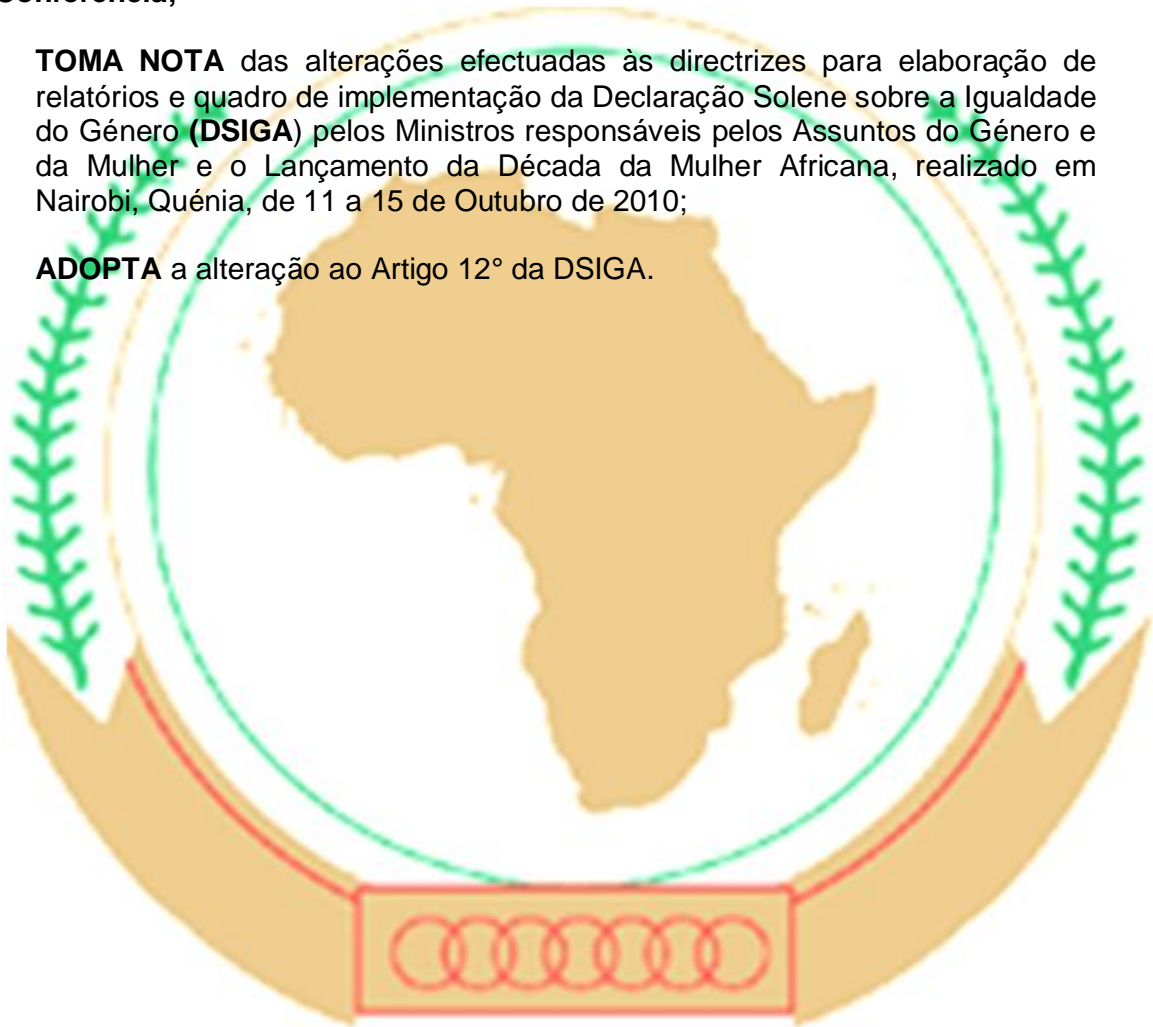 Conferência,
TOMA NOTA das alterações efectuadas às directrizes para elaboração de
relatórios e quadro de implementação da Declaração Solene sobre a Igualdade
do Género (DSIGA) pelos Ministros responsáveis pelos Assuntos do Género e
da Mulher e o Lançamento da Década da Mulher Africana, realizado em
Nairobi, Quénia, de 11 a 15 de Outubro de 2010;
ADOPTA a alteração ao Artigo 12° da DSIGA.